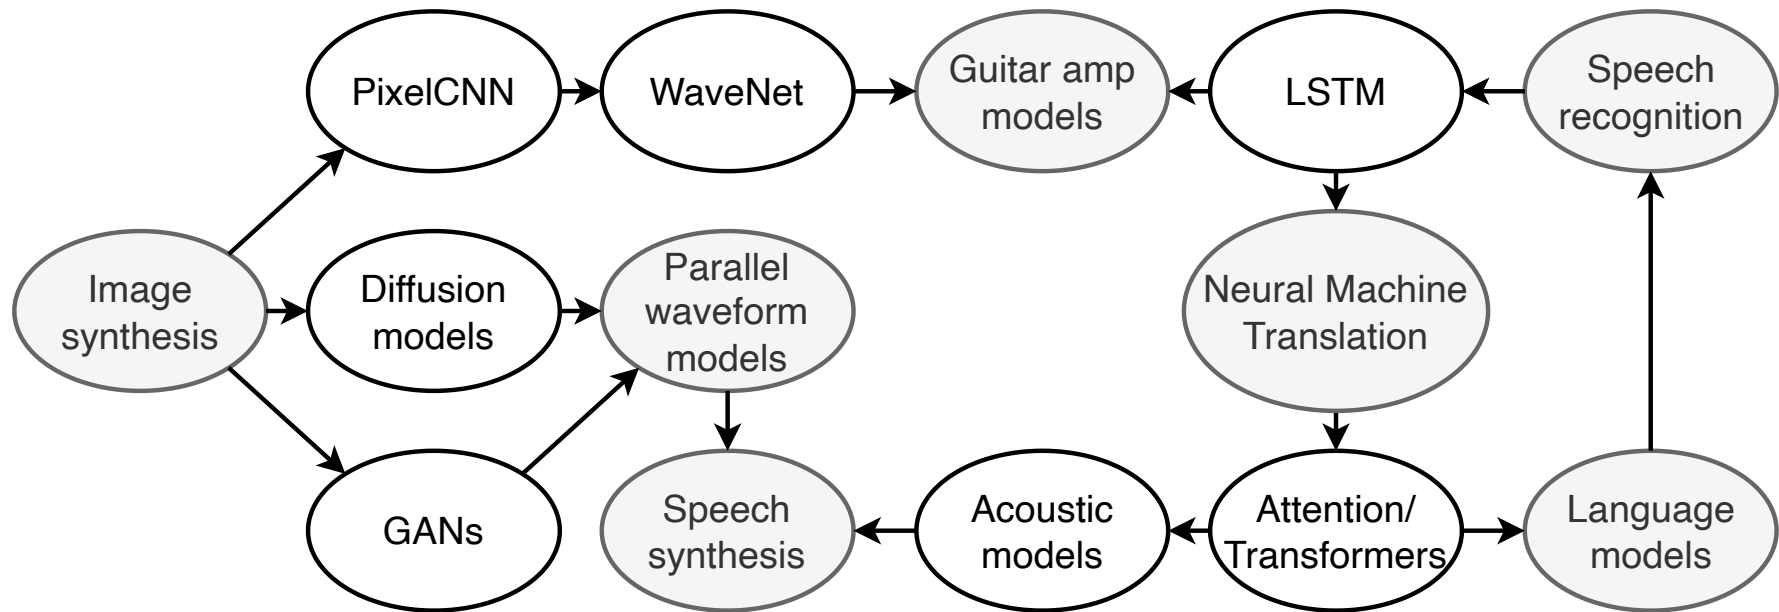 PixelCNN
WaveNet
Guitar amp
models
LSTM
Speech
recognition
Image
synthesis
Diffusion
models
Parallel
waveform
models
Neural Machine
Translation
GANs
Speech
synthesis
Acoustic
models
Attention/
Transformers
Language
models